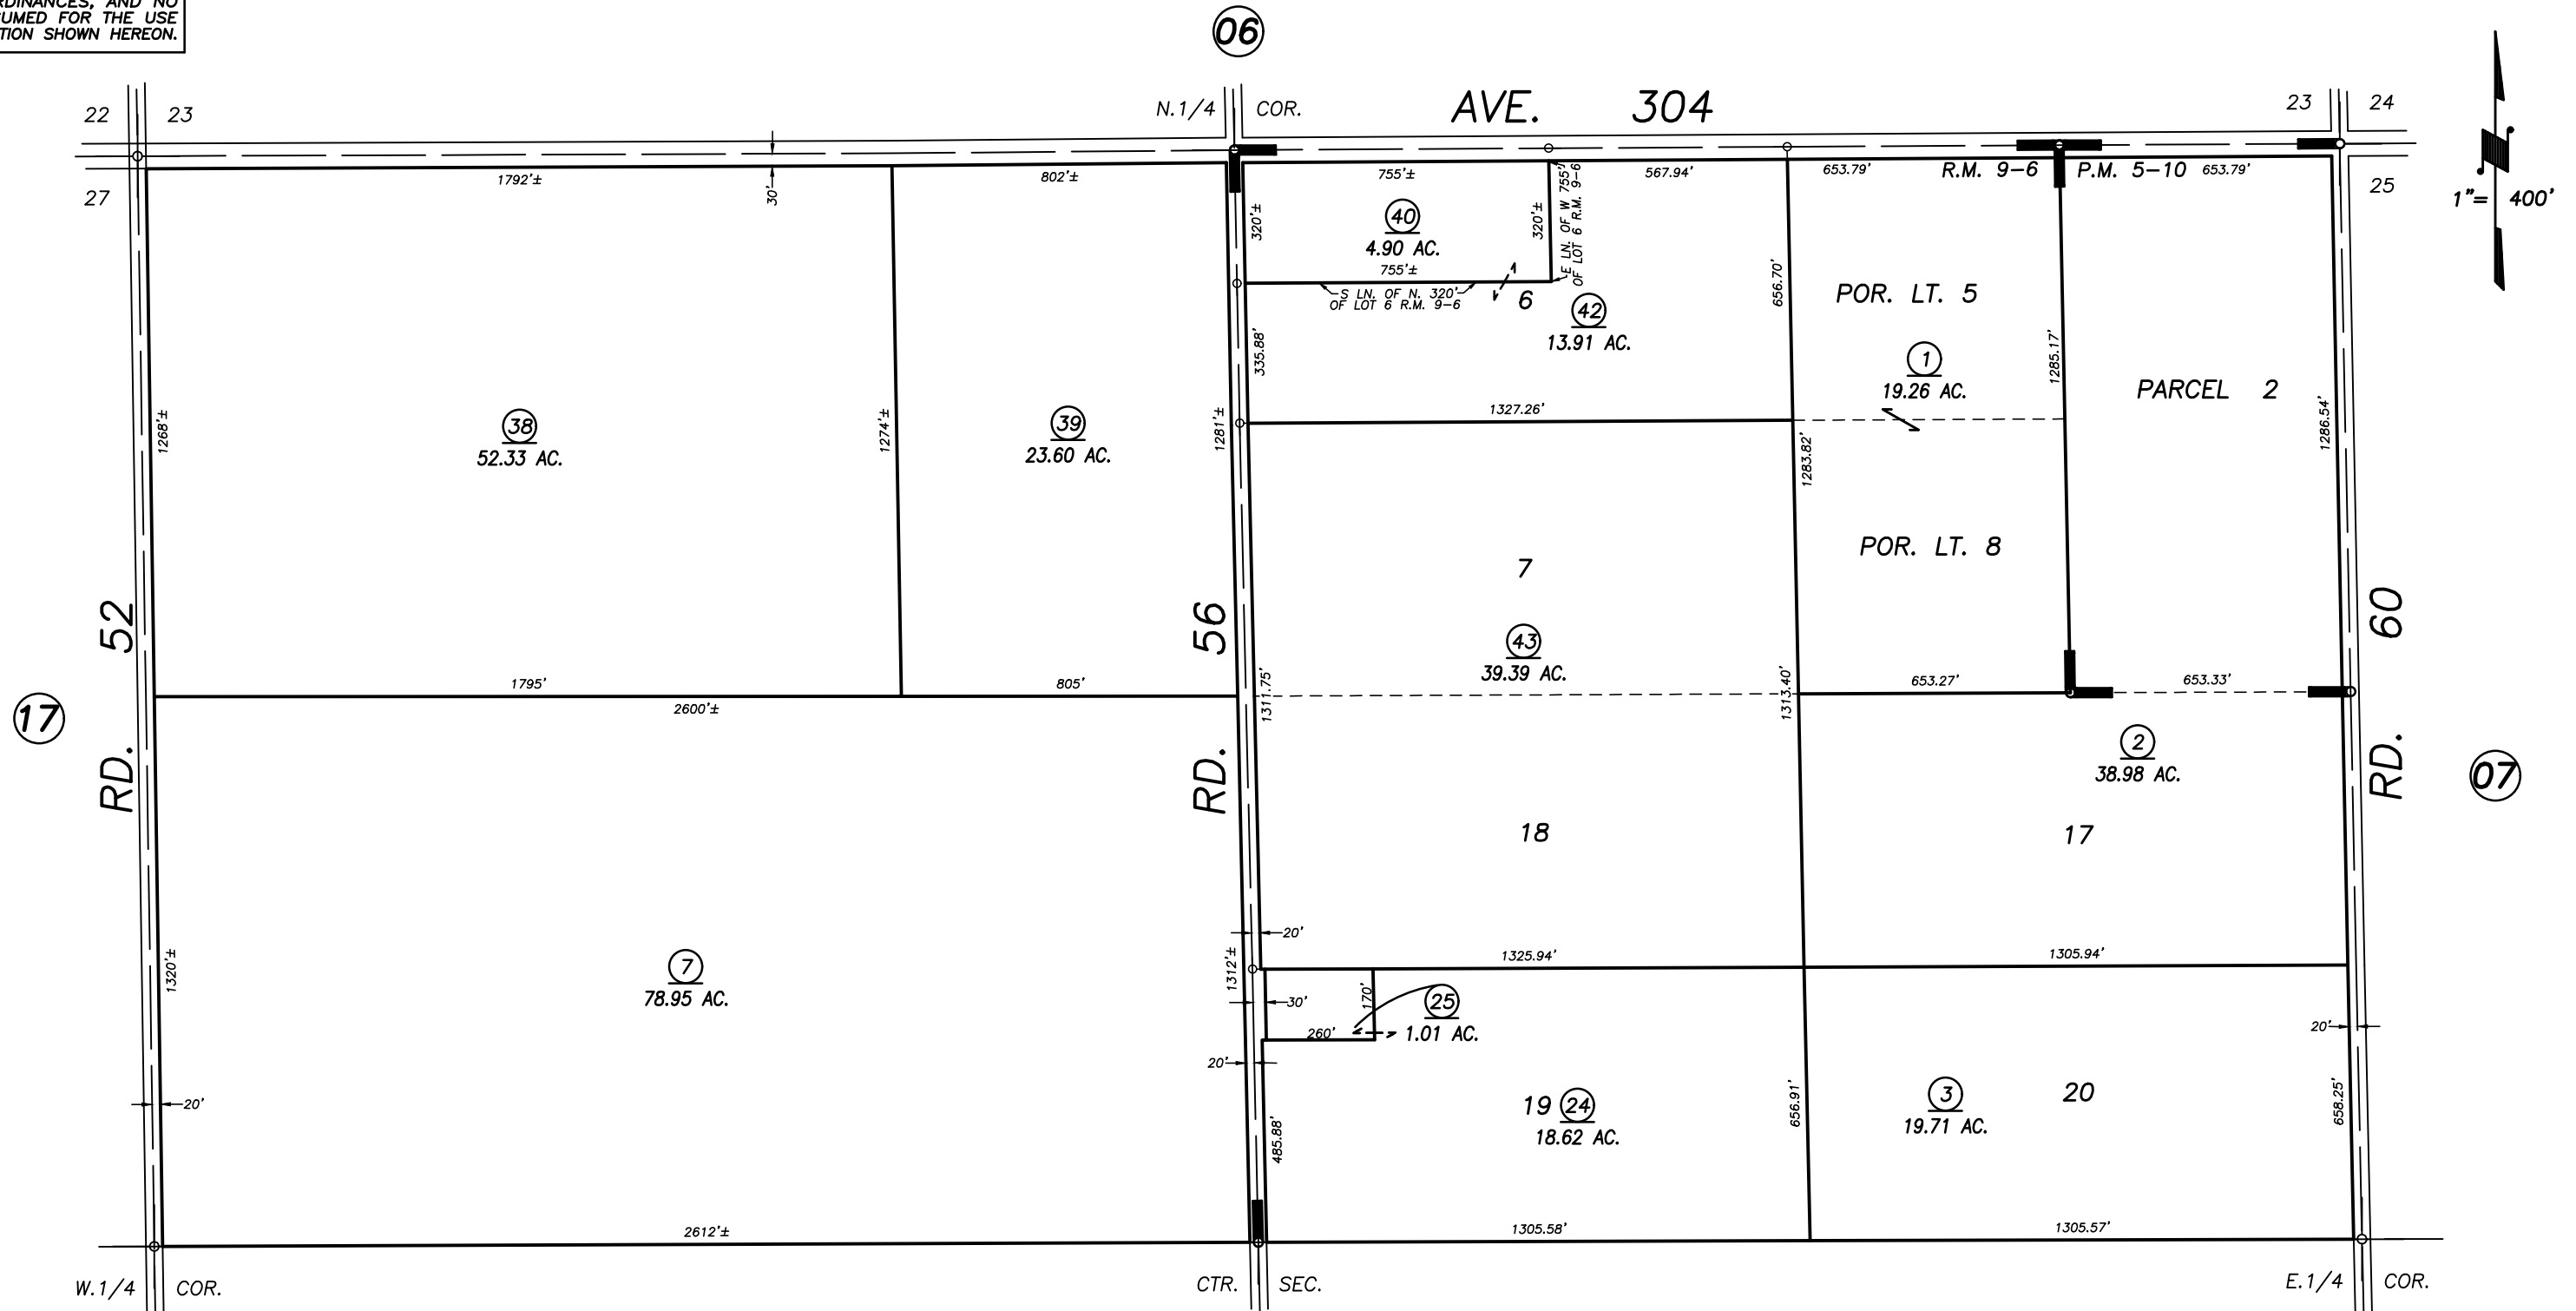 RDINANCES, AND NO
UMED FOR THE USE
TION SHOWN HEREON.
06
22 23
N.1/4 COR.
AVE. 304
23 24
27
25
1"= 400'
1792'±
30'
802'±
755'±
567.94'
653.79'
R.M. 9-6
P.M. 5-10
653.79'
320'±
40
4.90 AC.
320'±
E LN. OF W 755'
OF LOT 6 R.M. 9-6
755'±
S LN. OF N. 320'
OF LOT 6 R.M. 9-6
6
656.70'
POR. LT. 5
42
13.91 AC.
335.88'
1
19.26 AC.
1285.17'
PARCEL 2
1286.54'
1268'±
38
52.33 AC.
1274'±
39
23.60 AC.
1281'±
1327.26'
1283.82'
POR. LT. 8
7
43
39.39 AC.
RD. 52
RD. 56
RD. 60
17
07
1795'
805'
2600'±
1311.75'
1313.40'
653.27'
653.33'
2
38.98 AC.
18
17
20'
1325.94'
1305.94'
1320'±
7
78.95 AC.
1312'±
30'
170'
25
1.01 AC.
260'
20'
20'
20'
485.88'
19 24
18.62 AC.
656.91'
3
19.71 AC.
20
658.25'
2612'±
1305.58'
1305.57'
W.1/4 COR.
CTR. SEC.
E.1/4 COR.